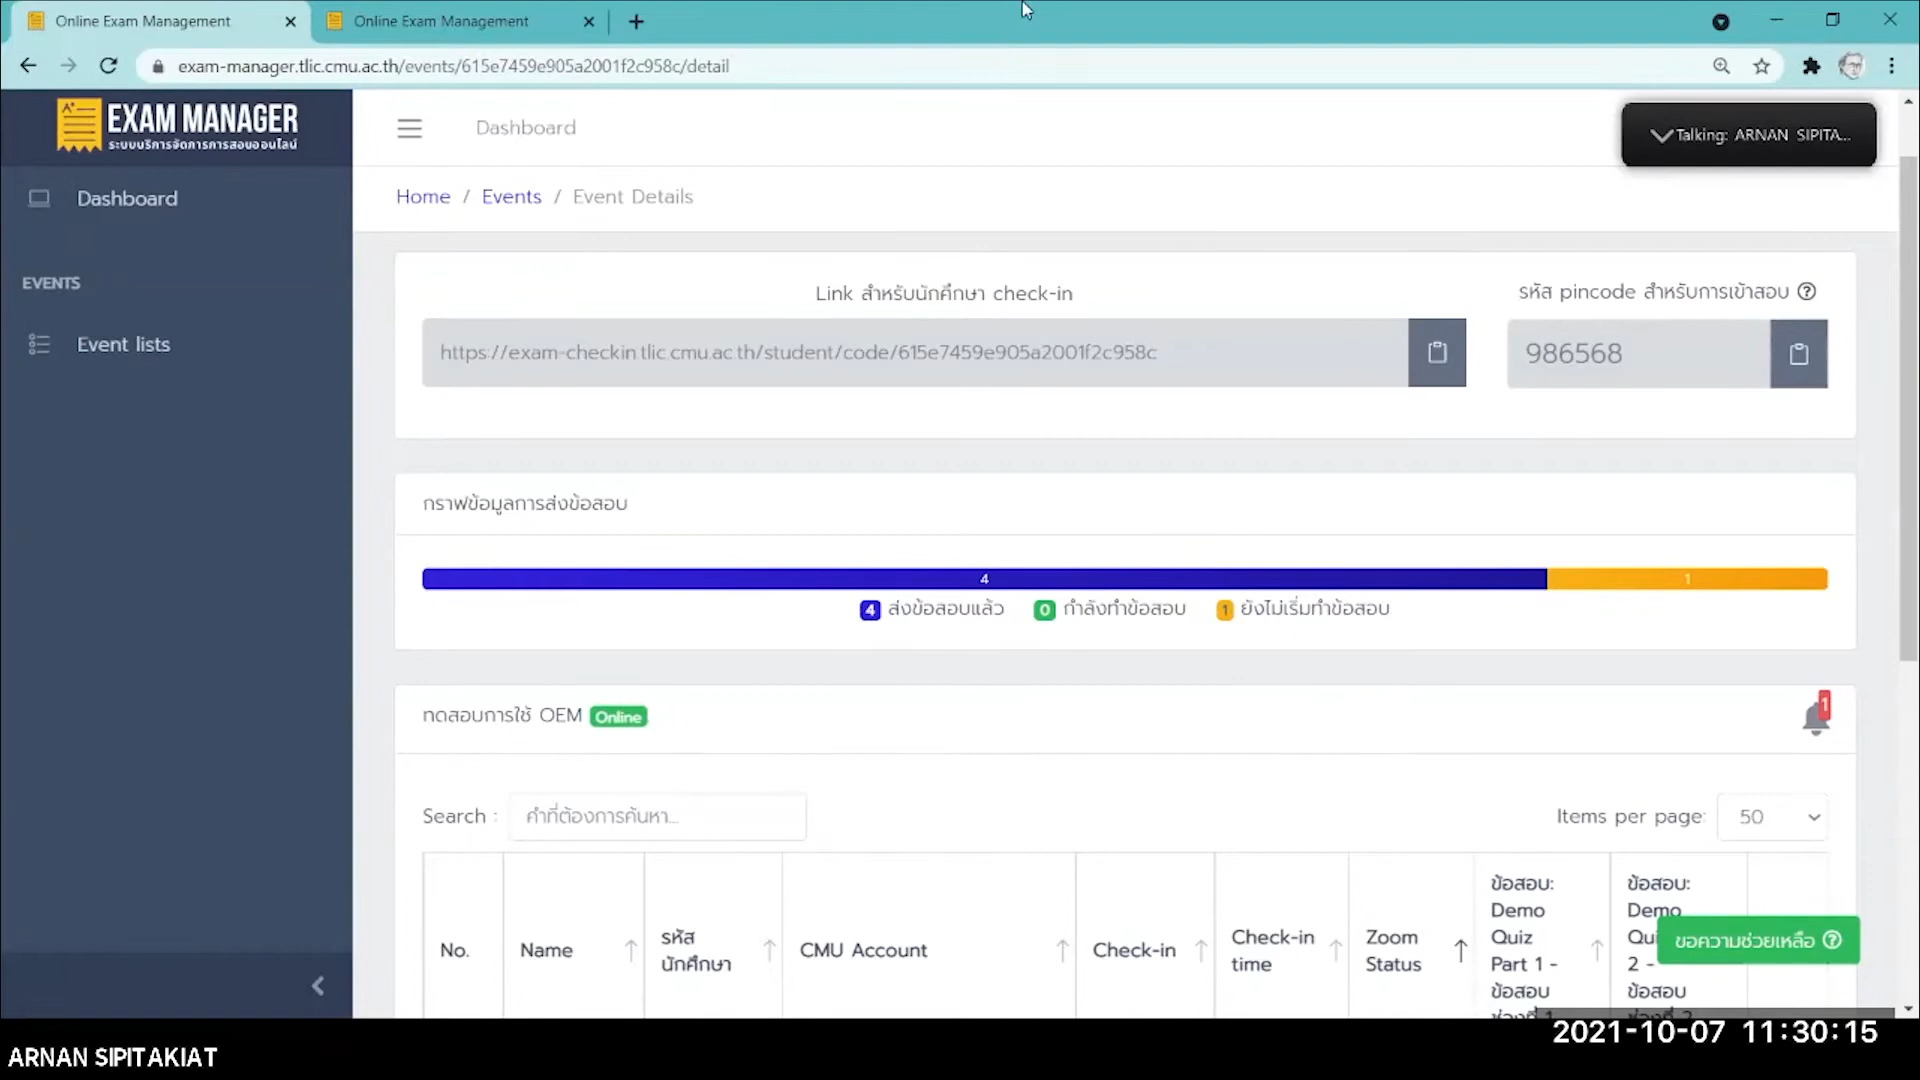 Online Exam Management
Online Exam Management
exam-manager.tlic.cmu.ac.th/events/615e7459e905a2001f2c958c/detail
EXAM MANAGER
ระบบบริการจัดการการสอบออนไลน์
Dashboard
Talking: ARNAN SIPITA...
Dashboard
Home / Events / Event Details
EVENTS
Event lists
Link สำหรับนักศึกษา check-in
รหัส pincode สำหรับการเข้าสอบ
https://exam-checkin.tlic.cmu.ac.th/student/code/615e7459e905a2001f2c958c
986568
กราฟข้อมูลการส่งข้อสอบ
4 1
4 ส่งข้อสอบแล้ว 0 กำลังทำข้อสอบ 1 ยังไม่เริ่มทำข้อสอบ
ทดสอบการใช้ OEM Online
1
Search : คำที่ต้องการค้นหา...
Items per page: 50
No.
Name
รหัส
นักศึกษา
CMU Account
Check-in
Check-in
time
Zoom
Status
ข้อสอบ:
Demo
Quiz
Part 1 -
ข้อสอบ
ช่วงที่ 1
ข้อสอบ:
Demo
Qui
2 -
ข้อสอบ
ขอความช่วยเหลือ
2021-10-07 11:30:15
ARNAN SIPITAKIAT